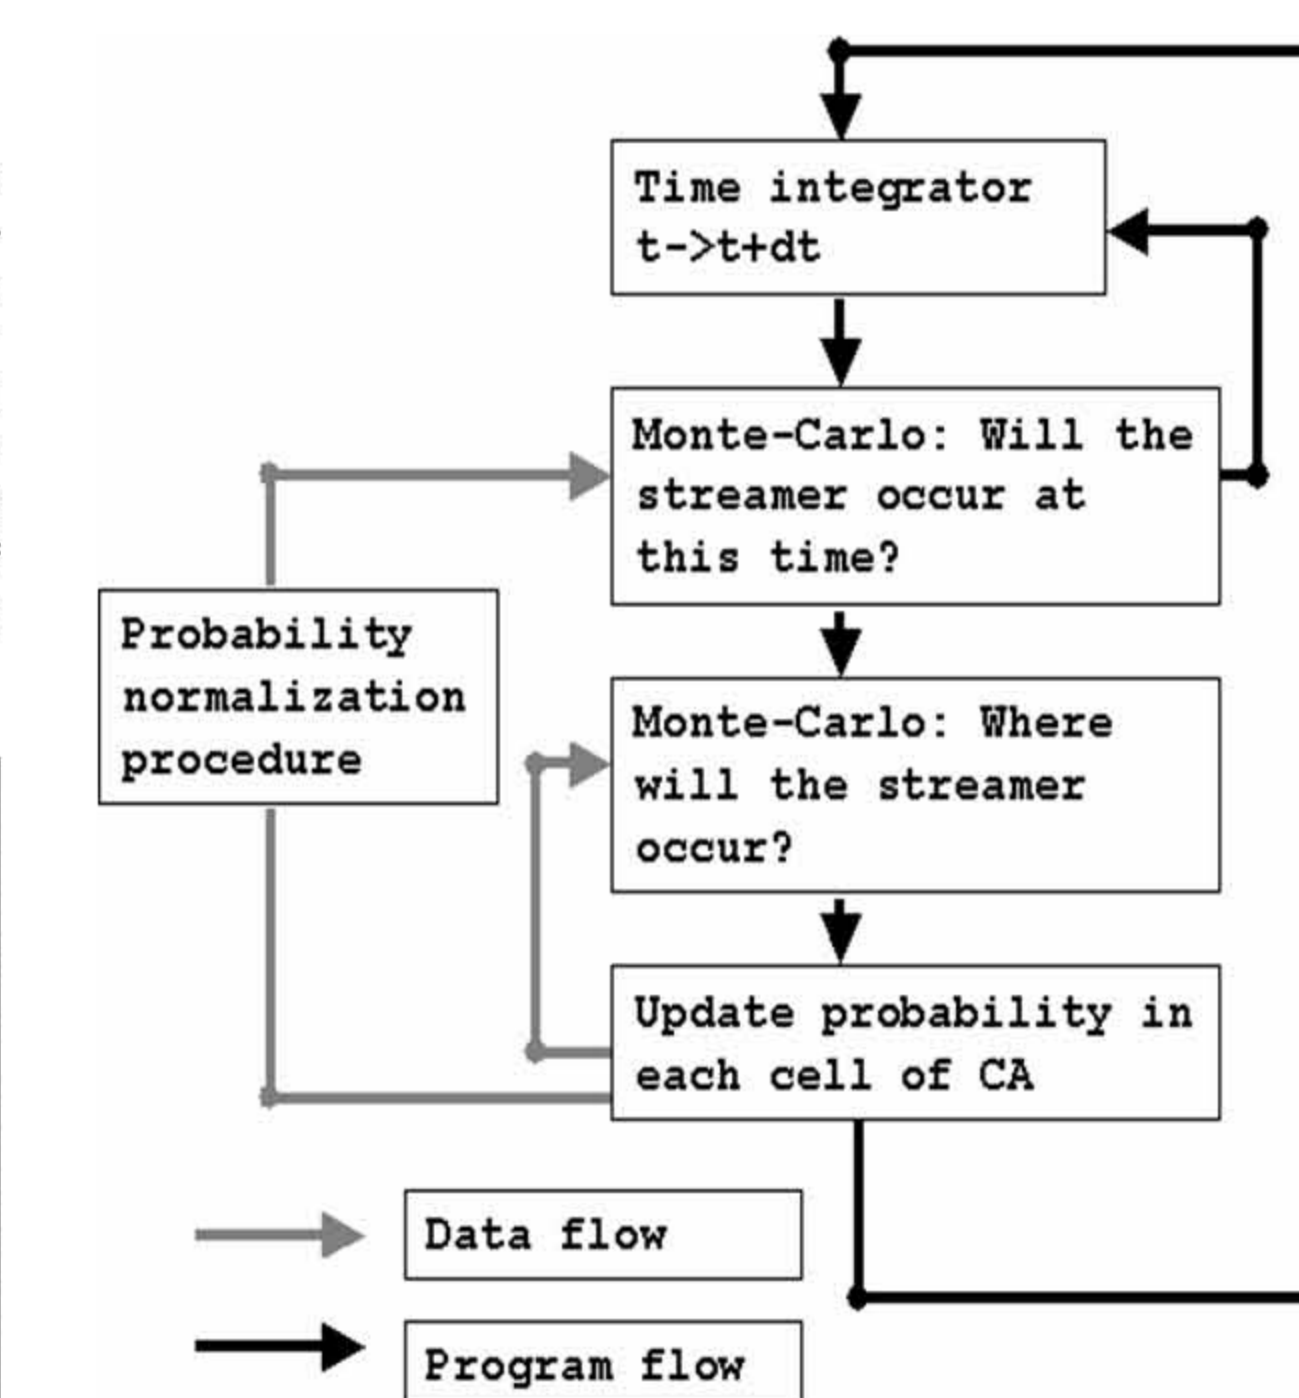 Time integrator
t->t+dt
Monte-Carlo: Will the
streamer occur at
this time?
Probability
normalization
procedure
Monte-Carlo: Where
will the streamer
occur?
Update probability in
each cell of CA
Data flow
Program flow